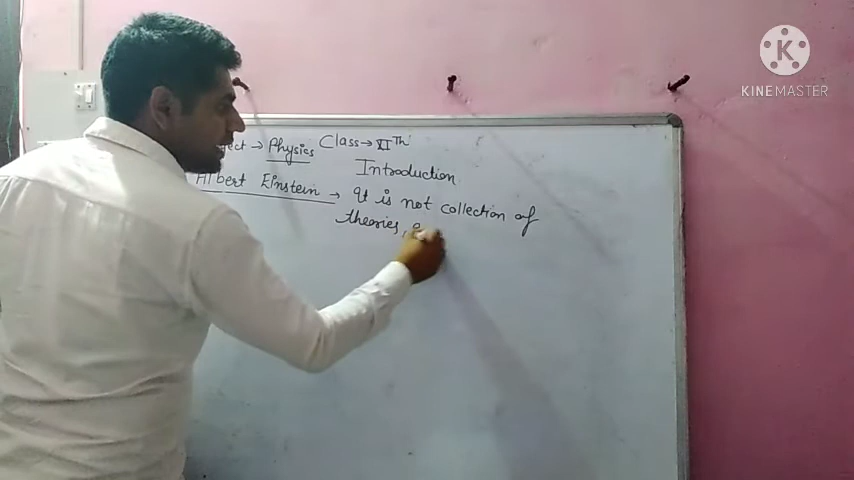 KINEMASTER
→ Physics Class → XI Th
Introduction
Albert Einstein → It is not collection of
theories,